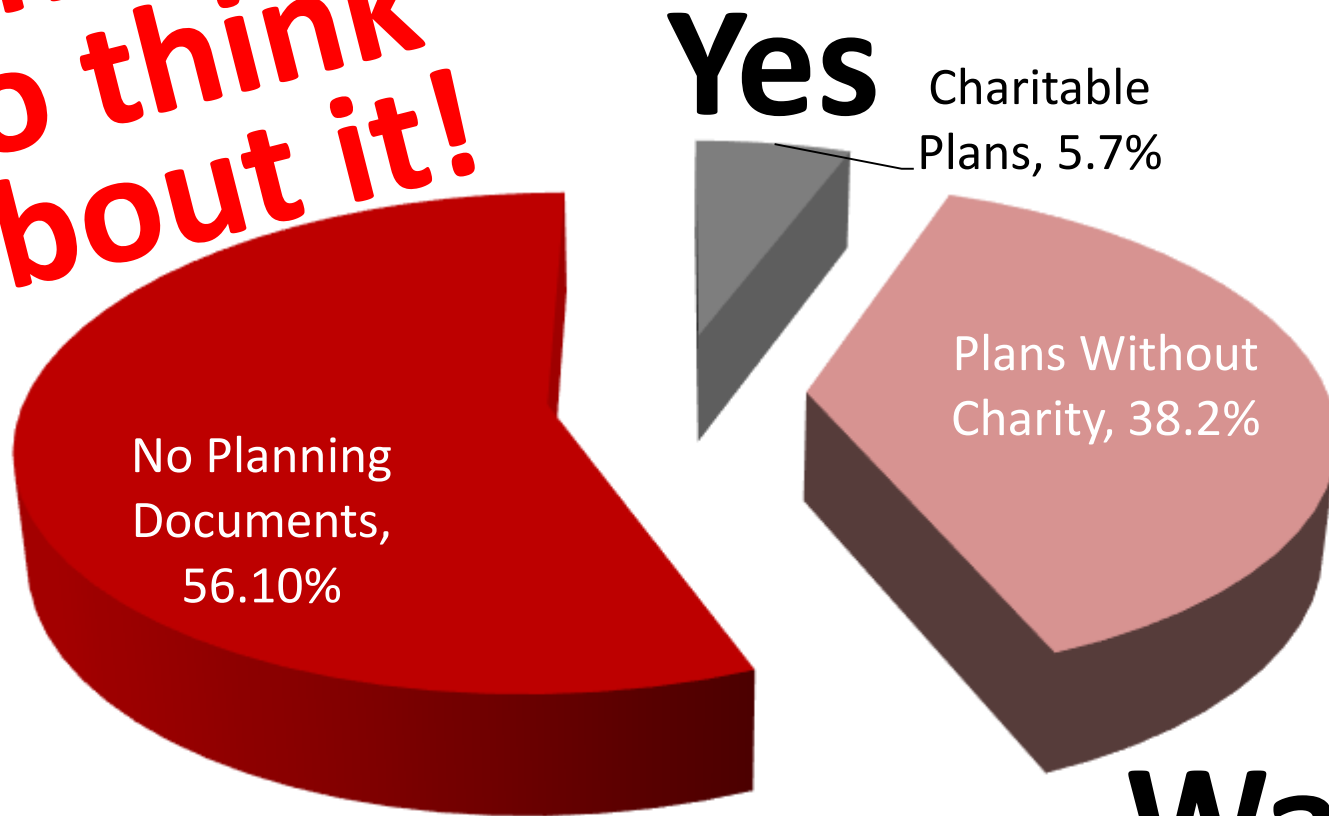 think
bout it!
Yes
Charitable
Plans, 5.7%
Plans Without
Charity, 38.2%
No Planning
Documents,
56.10%